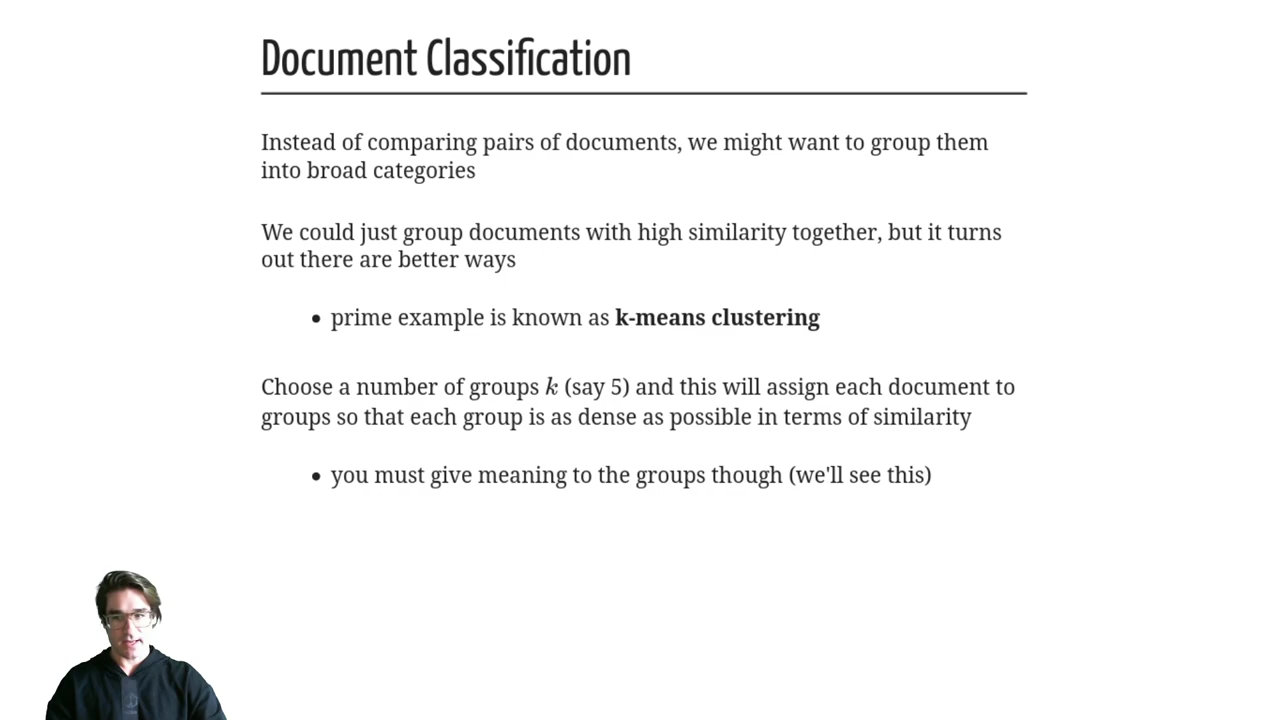 Document Classification
Instead of comparing pairs of documents, we might want to group them
into broad categories
We could just group documents with high similarity together, but it turns
out there are better ways
• prime example is known as k-means clustering
Choose a number of groups k (say 5) and this will assign each document to
groups so that each group is as dense as possible in terms of similarity
• you must give meaning to the groups though (we'll see this)